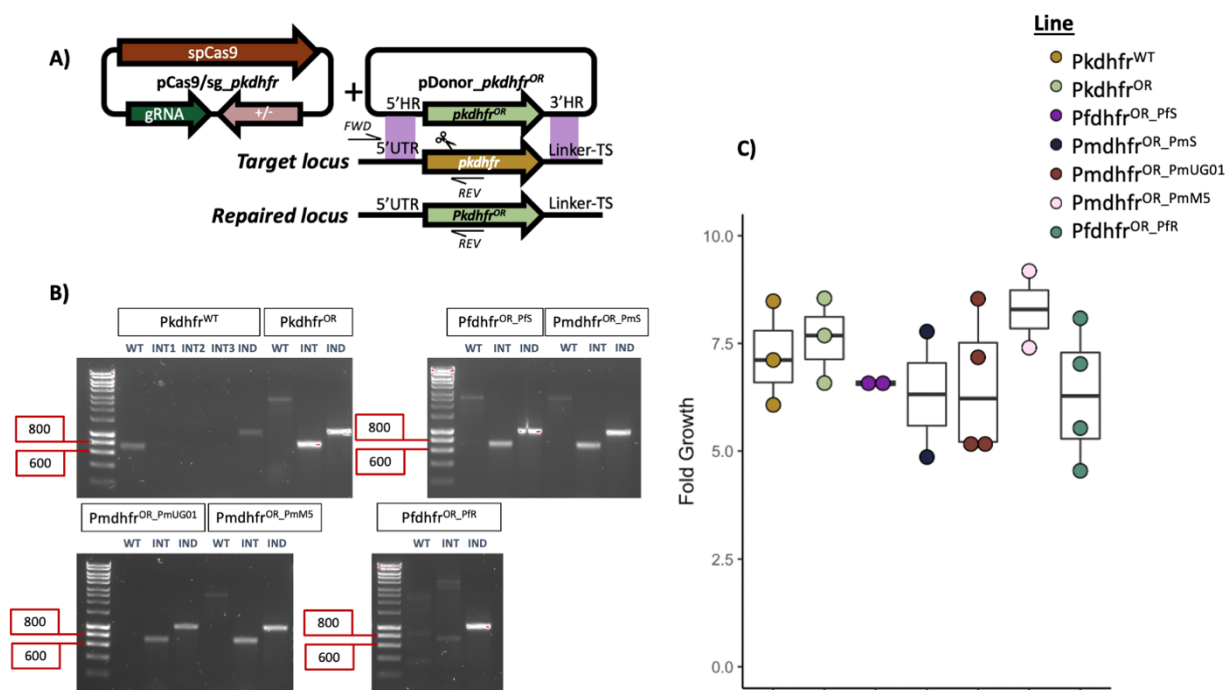 A)
spCas9
pCas9/sg_pkdhfr
gRNA
+/-
+
pDonor_pkdhfrOR
5'HR
3'HR
pkdhfrOR
FWD
5'UTR
Linker-TS
Target locus
pkdhfr
REV
5'UTR
Linker-TS
Repaired locus
PkdhfrOR
REV
B)
PkdhfrWT
PkdhfrOR
WT INT1 INT2 INT3 IND WT INT IND
800
600
PfdhfrOR_PfS
PmdhfrOR_PmS
WT INT IND WT INT IND
800
600
PmdhfrOR_PmUG01
PmdhfrOR_PmM5
WT INT IND WT INT IND
800
600
PfdhfrOR_PfR
WT INT IND
800
600
C)
Line
PkdhfrWT
PkdhfrOR
PfdhfrOR_PfS
PmdhfrOR_PmS
PmdhfrOR_PmUG01
PmdhfrOR_PmM5
PfdhfrOR_PfR
Fold Growth
10.0
7.5
5.0
2.5
0.0